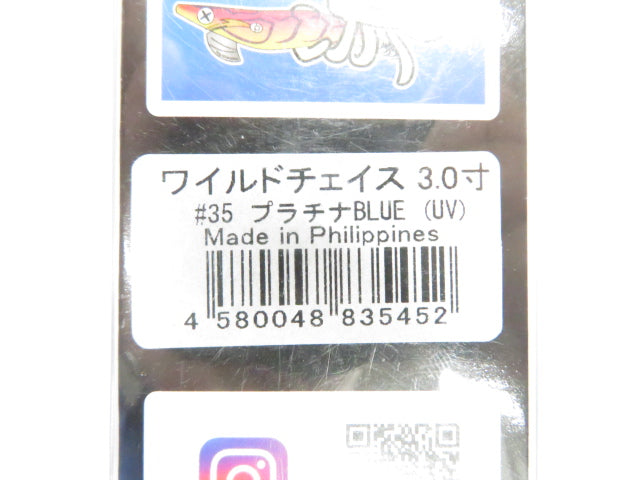 ワイルドチェイス 3.0寸
#35 プラチナBLUE (UV)
Made in Philippines
4 580048 835452